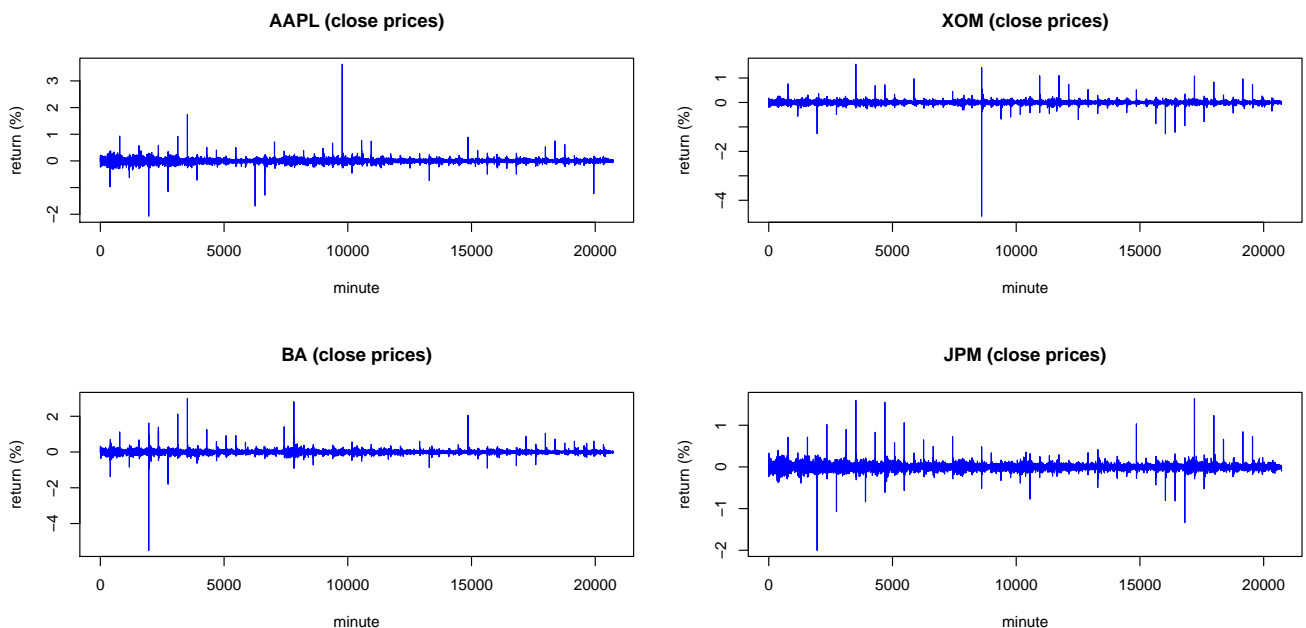 AAPL (close prices)
return (%)
3
2
1
0
−2
0 5000 10000 15000 20000
minute
XOM (close prices)
return (%)
1
0
−2
−4
0 5000 10000 15000 20000
minute
BA (close prices)
return (%)
2
0
−2
−4
0 5000 10000 15000 20000
minute
JPM (close prices)
return (%)
1
0
−1
−2
0 5000 10000 15000 20000
minute